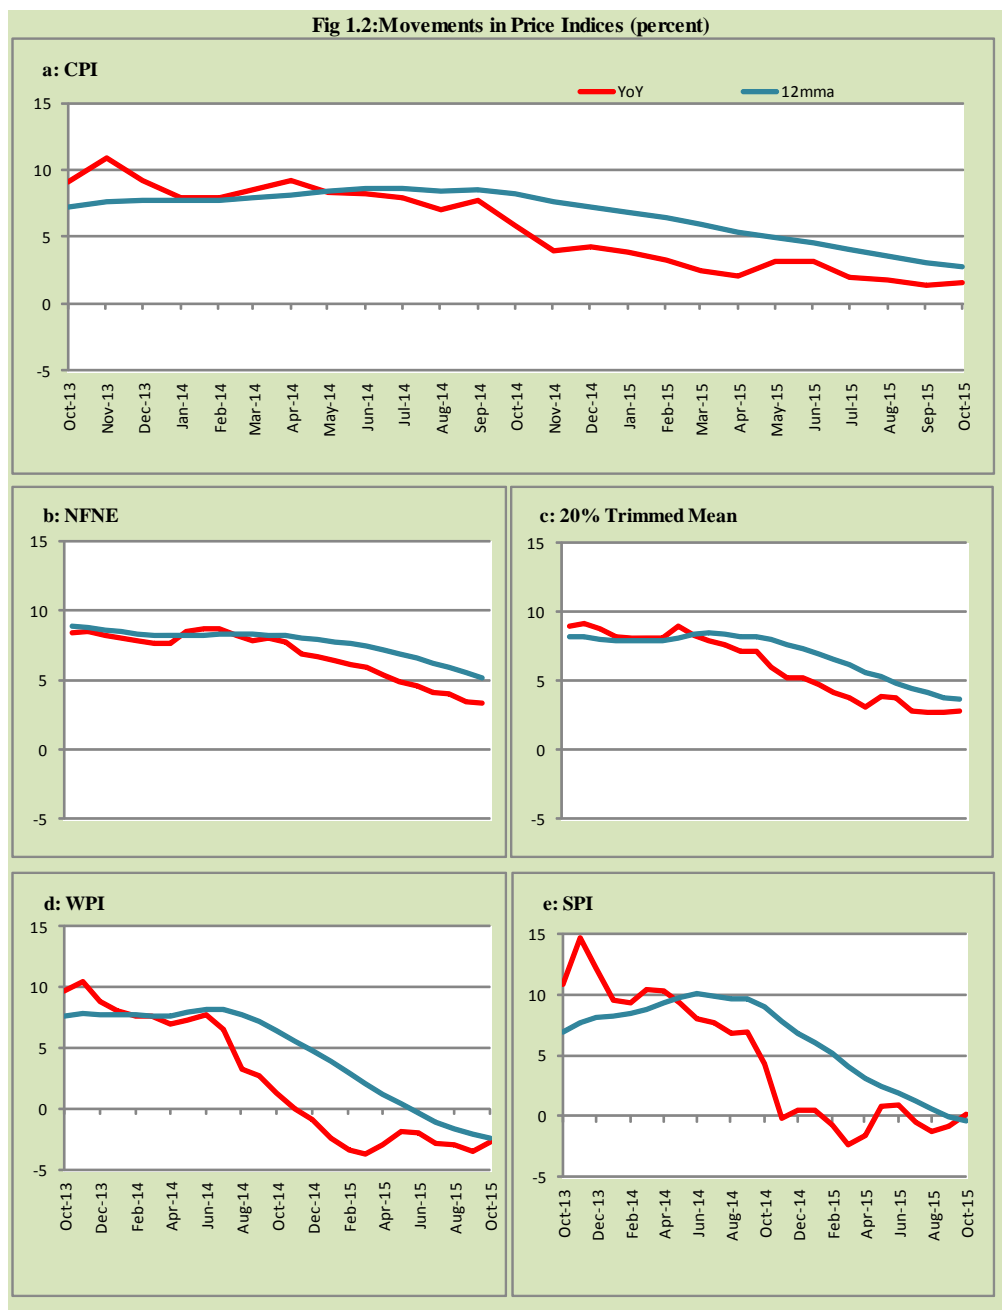 Fig 1.2:Movements in Price Indices (percent)
a: CPI
YoY 12mma
15
10
5
0
-5
Oct-13 Nov-13 Dec-13 Jan-14 Feb-14 Mar-14 Apr-14 May-14 Jun-14 Jul-14 Aug-14 Sep-14 Oct-14 Nov-14 Dec-14 Jan-15 Feb-15 Mar-15 Apr-15 May-15 Jun-15 Jul-15 Aug-15 Sep-15 Oct-15
b: NFNE
15
10
5
0
-5
c: 20% Trimmed Mean
15
10
5
0
-5
d: WPI
15
10
5
0
-5
Oct-13 Dec-13 Feb-14 Apr-14 Jun-14 Aug-14 Oct-14 Dec-14 Feb-15 Apr-15 Jun-15 Aug-15 Oct-15
e: SPI
15
10
5
0
-5
Oct-13 Dec-13 Feb-14 Apr-14 Jun-14 Aug-14 Oct-14 Dec-14 Feb-15 Apr-15 Jun-15 Aug-15 Oct-15